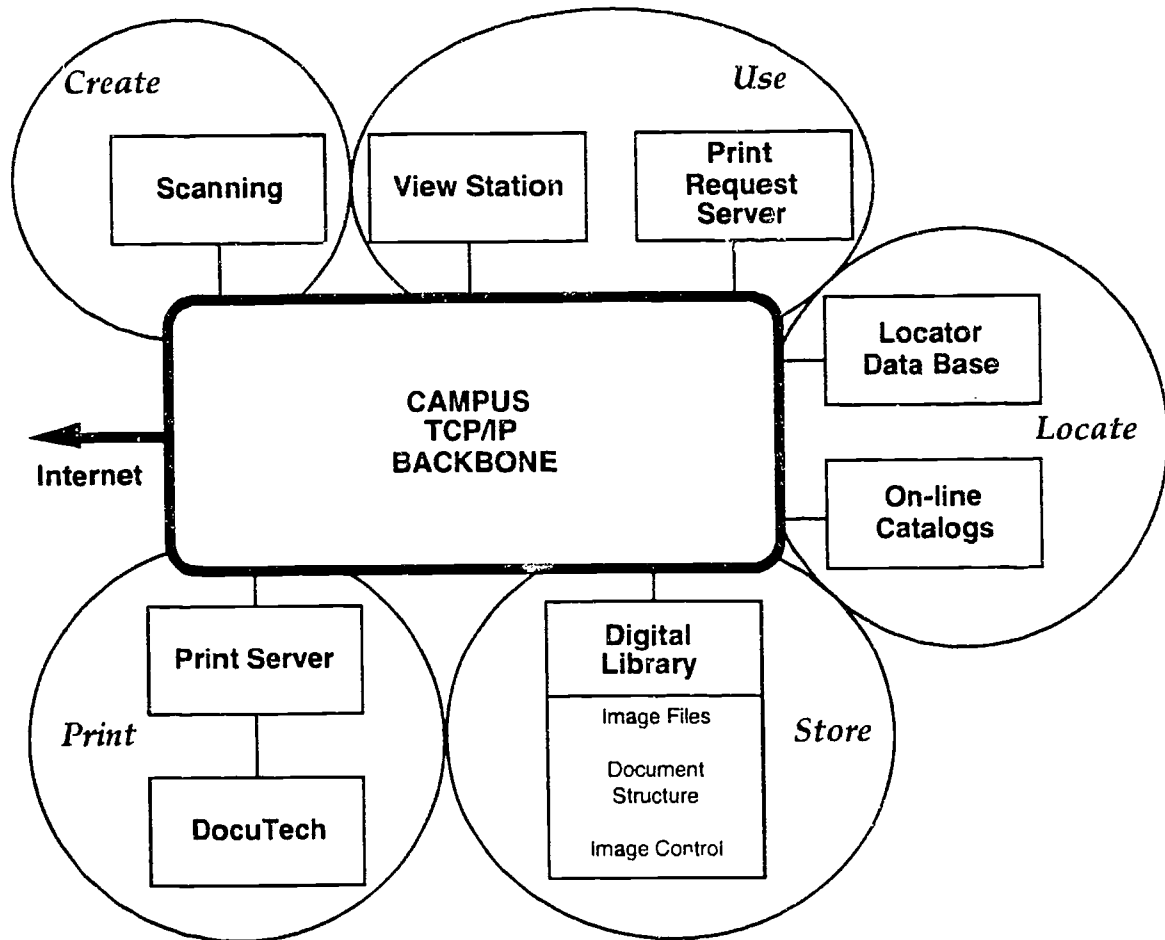 Create
Use
Scanning
View Station
Print
Request
Server
Locator
Data Base
Locate
On-line
Catalogs
CAMPUS
TCP/IP
BACKBONE
Internet
Print Server
Print
DocuTech
Digital
Library
Image Files
Document
Structure
Image Control
Store